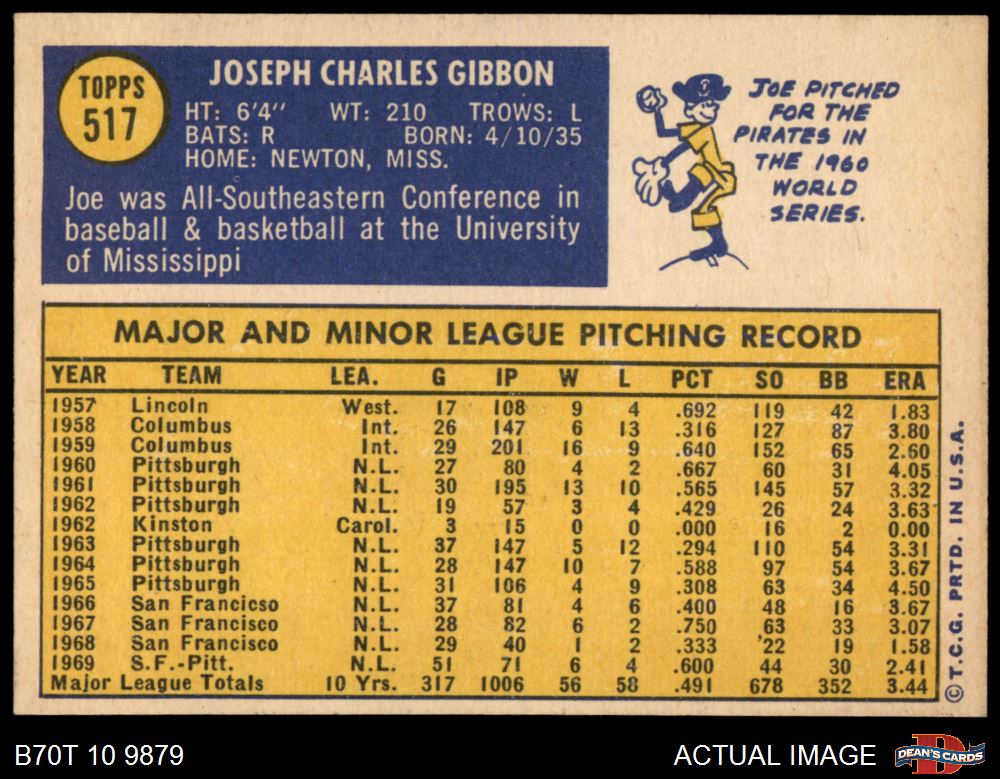 TOPPS
517
JOSEPH CHARLES GIBBON
HT: 6'4" WT: 210 TROWS: L
BATS: R BORN: 4/10/35
HOME: NEWTON, MISS.
Joe was All-Southeastern Conference in
baseball & basketball at the University
of Mississippi
JOE PITCHED
FOR THE
PIRATES IN
THE 1960
WORLD
SERIES.
MAJOR AND MINOR LEAGUE PITCHING RECORD
YEAR TEAM LEA. G IP W L PCT SO BB ERA
1957 Lincoln West. 17 108 9 4 .692 119 42 1.83
1958 Columbus Int. 26 147 6 13 .316 127 87 3.80
1959 Columbus Int. 29 201 16 9 .640 152 65 2.60
1960 Pittsburgh N.L. 27 80 4 2 .667 60 31 4.05
1961 Pittsburgh N.L. 30 195 13 10 .565 145 57 3.32
1962 Pittsburgh N.L. 19 57 3 4 .429 26 24 3.63
1962 Kinston Carol. 3 15 0 0 .000 16 2 0.00
1963 Pittsburgh N.L. 37 147 5 12 .294 110 54 3.31
1964 Pittsburgh N.L. 28 147 10 7 .588 97 54 3.67
1965 Pittsburgh N.L. 31 106 4 9 .308 63 34 4.50
1966 San Francicso N.L. 37 81 4 6 .400 48 16 3.67
1967 San Francisco N.L. 28 82 6 2 .750 63 33 3.07
1968 San Francisco N.L. 29 40 1 2 .333 22 19 1.58
1969 S.F.-Pitt. N.L. 51 71 6 4 .600 44 30 2.41
Major League Totals 10 Yrs. 317 1006 56 58 .491 678 352 3.44
© T.C.G. PRTD. IN U.S.A.
B70T 10 9879
ACTUAL IMAGE
D
DEAN'S CARDS